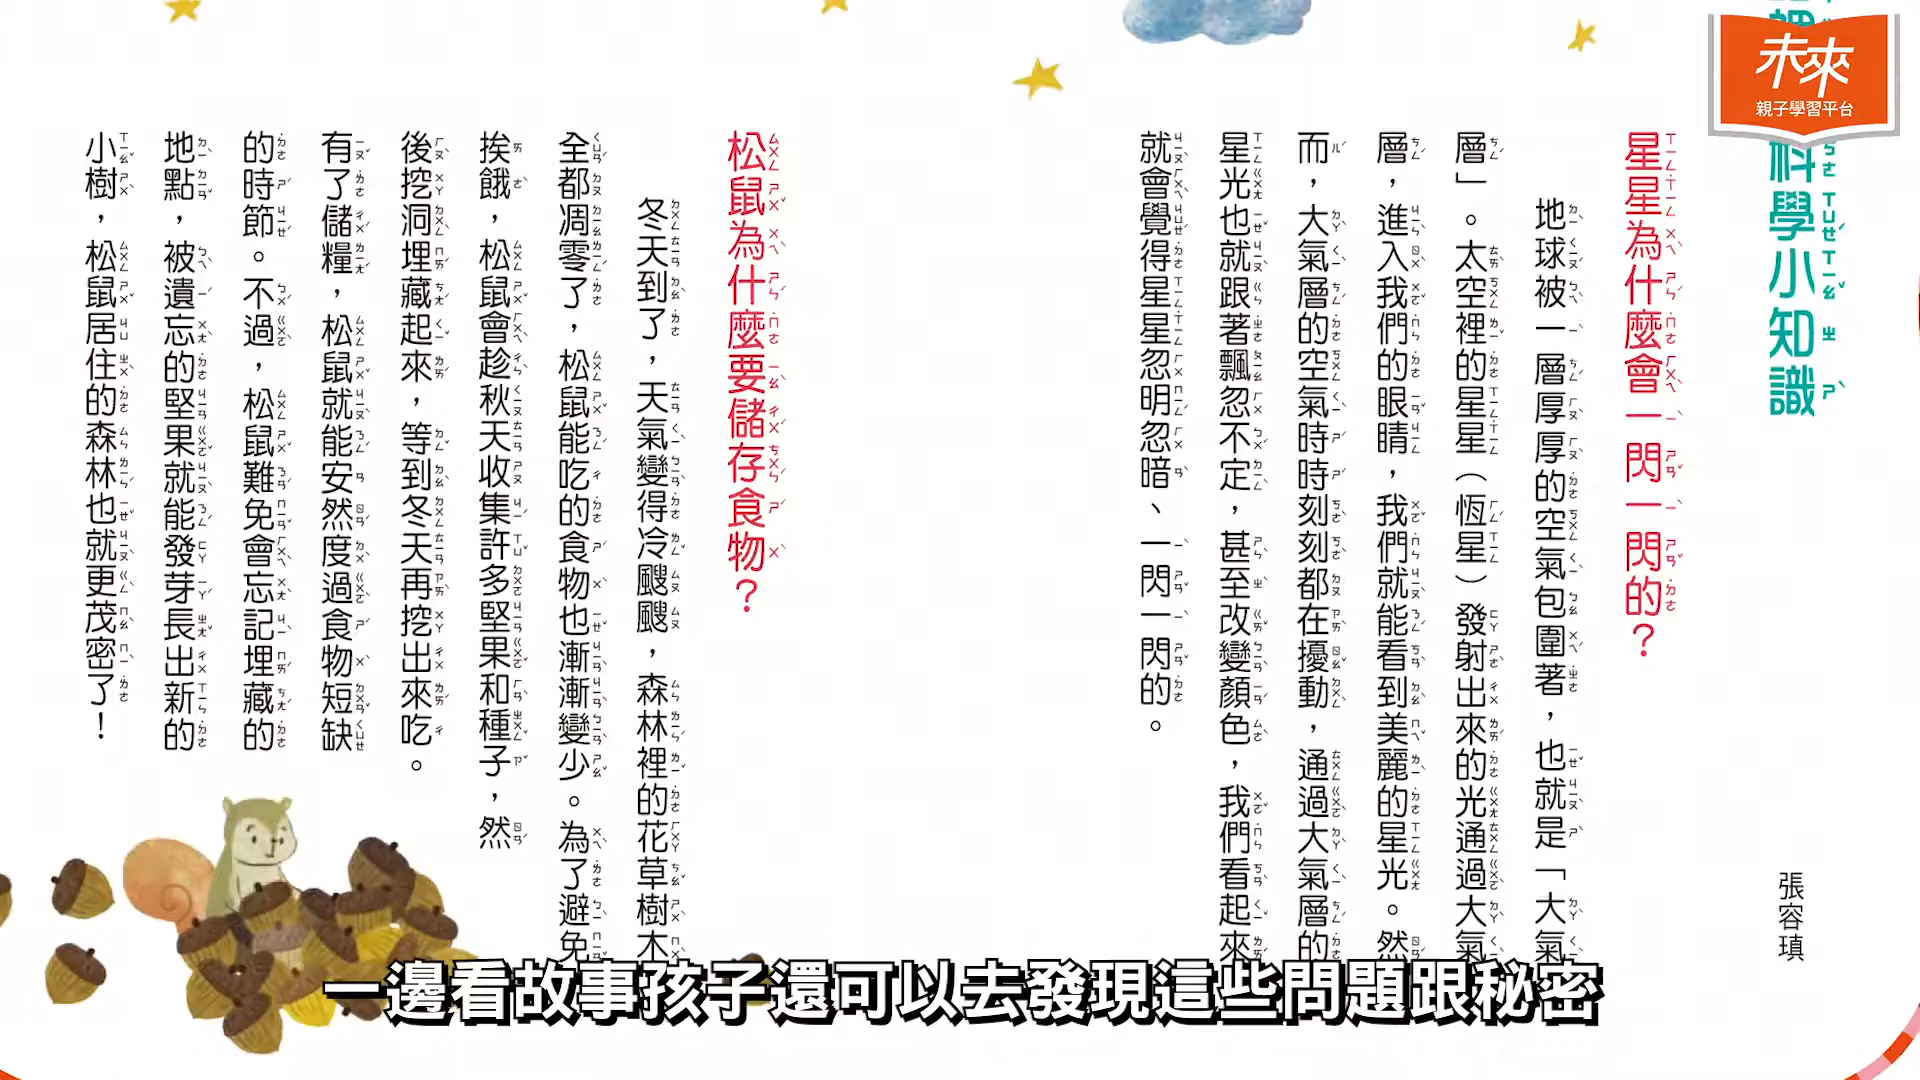 未來
親子學習平台
科學小知識
張容瑱
星星為什麼會一閃一閃的？
地球被一層厚厚的空氣包圍著，也就是「大氣
層」。太空裡的星星（恆星）發射出來的光通過大氣
層，進入我們的眼睛，我們就能看到美麗的星光。然
而，大氣層的空氣時時刻刻都在擾動，通過大氣層的
星光也就跟著飄忽不定，甚至改變顏色，我們看起來
就會覺得星星忽明忽暗、一閃一閃的。
松鼠為什麼要儲存食物？
冬天到了，天氣變得冷颼颼，森林裡的花草樹木
全都凋零了，松鼠能吃的食物也漸漸變少。為了避免
挨餓，松鼠會趁秋天收集許多堅果和種子，然
後挖洞埋藏起來，等到冬天再挖出來吃。
有了儲糧，松鼠就能安然度過食物短缺
的時節。不過，松鼠難免會忘記埋藏的
地點，被遺忘的堅果就能發芽長出新的
小樹，松鼠居住的森林也就更茂密了！
一邊看故事孩子還可以去發現這些問題跟秘密